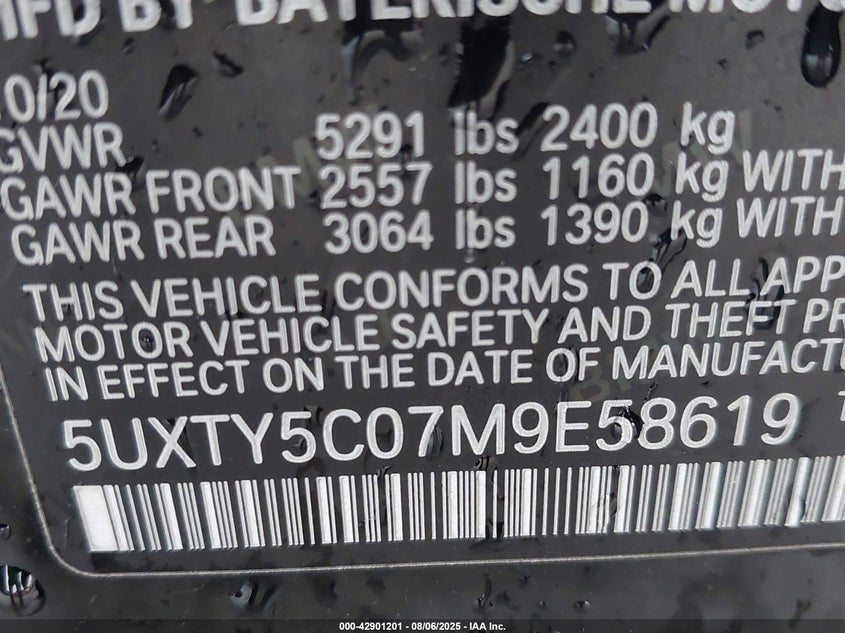 MFD BY BAYERISCHE MOTO
0/20
GVWR 5291 lbs 2400 kg
GAWR FRONT 2557 lbs 1160 kg WITH
GAWR REAR 3064 lbs 1390 kg WITH
THIS VEHICLE CONFORMS TO ALL APP
MOTOR VEHICLE SAFETY AND THEFT PR
IN EFFECT ON THE DATE OF MANUFACTU
5UXTY5C07M9E58619 T
000-42901201 - 08/06/2025 - IAA Inc.